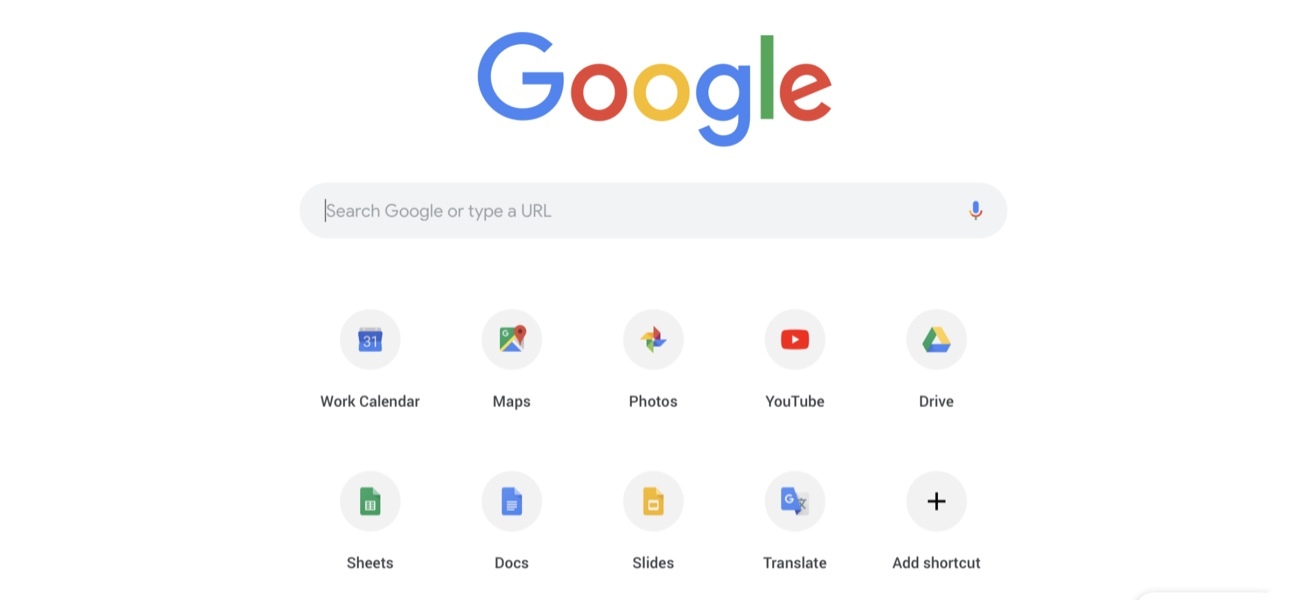 Google
Search Google or type a URL
31
G
Work Calendar Maps Photos YouTube Drive
G 文
Sheets Docs Slides Translate Add shortcut